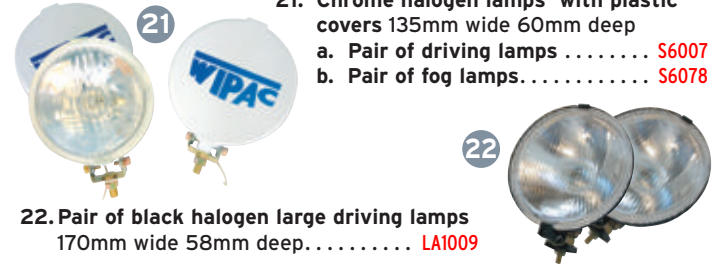 21. Chrome halogen lamps with plastic
covers 135mm wide 60mm deep
a. Pair of driving lamps ........ S6007
b. Pair of fog lamps............ S6078
21
WIPAC
22
22. Pair of black halogen large driving lamps
170mm wide 58mm deep.......... LA1009